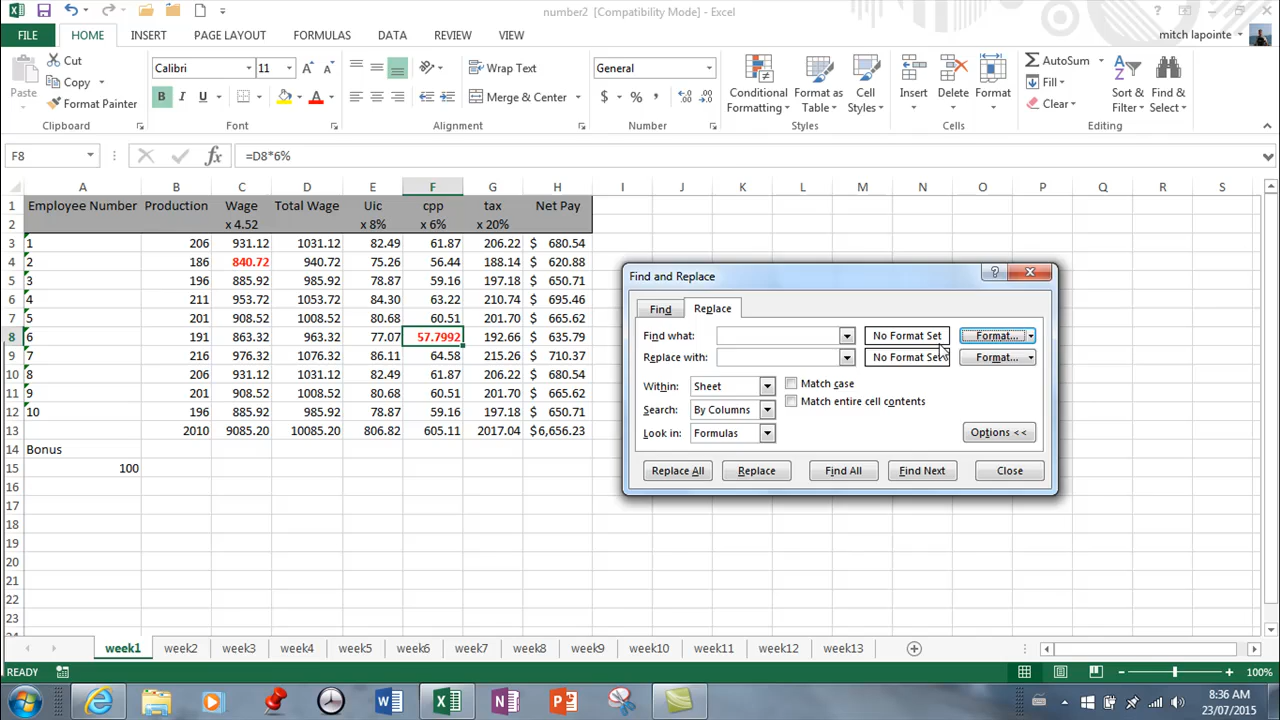 number2 [Compatibility Mode] - Excel
FILE HOME INSERT PAGE LAYOUT FORMULAS DATA REVIEW VIEW mitch lapointe
Paste Cut Copy Format Painter Clipboard
Calibri 11 B I U A Font
Wrap Text Merge & Center Alignment
General $ % , Number
Conditional Formatting Format as Table Cell Styles Styles
Insert Delete Format Cells
AutoSum Fill Clear Sort & Filter Find & Select Editing
F8 fx =D8*6%
A B C D E F G H I J K L M N O P Q R S
1 Employee Number Production Wage Total Wage Uic cpp tax Net Pay
2 x 4.52 x 8% x 6% x 20%
3 1 206 931.12 1031.12 82.49 61.87 206.22 $ 680.54
4 2 186 840.72 940.72 75.26 56.44 188.14 $ 620.88
5 3 196 885.92 985.92 78.87 59.16 197.18 $ 650.71
6 4 211 953.72 1053.72 84.30 63.22 210.74 $ 695.46
7 5 201 908.52 1008.52 80.68 60.51 201.70 $ 665.62
8 6 191 863.32 963.32 77.07 57.7992 192.66 $ 635.79
9 7 216 976.32 1076.32 86.11 64.58 215.26 $ 710.37
10 8 206 931.12 1031.12 82.49 61.87 206.22 $ 680.54
11 9 201 908.52 1008.52 80.68 60.51 201.70 $ 665.62
12 10 196 885.92 985.92 78.87 59.16 197.18 $ 650.71
13 2010 9085.20 10085.20 806.82 605.11 2017.04 $ 6,656.23
14 Bonus
15 100
16
17
18
19
20
21
22
23
Find and Replace
Find Replace
Find what: No Format Set Format...
Replace with: No Format Set Format...
Within: Sheet Match case
Match entire cell contents
Search: By Columns
Look in: Formulas Options <<
Replace All Replace Find All Find Next Close
week1 week2 week3 week4 week5 week6 week7 week8 week9 week10 week11 week12 week13
READY 100%
8:36 AM
23/07/2015